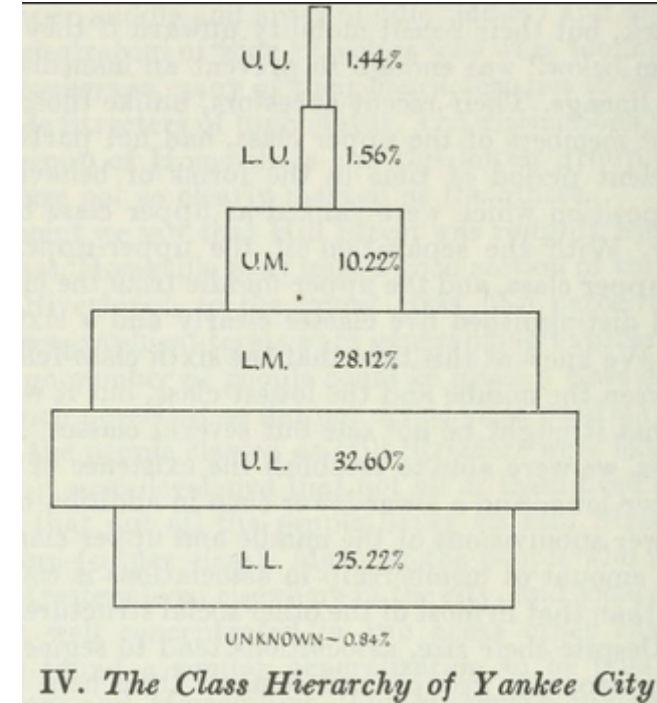 U.U. 1.44%
L.U. 1.56%
U.M. 10.22%
L.M. 28.12%
U.L. 32.60%
L.L. 25.22%
UNKNOWN~0.84%
IV. The Class Hierarchy of Yankee City